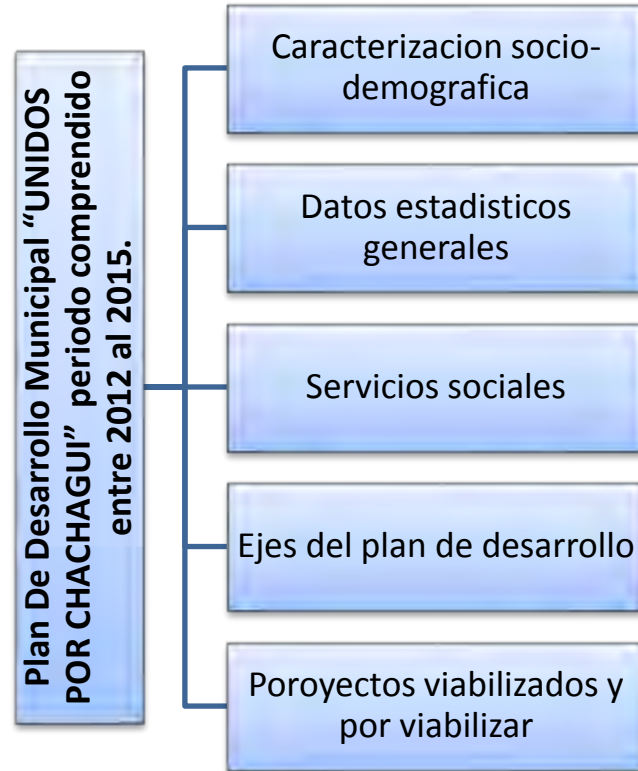 Plan De Desarrollo Municipal “UNIDOS
POR CHACHAGUI” periodo comprendido
entre 2012 al 2015.
Caracterizacion socio-
demografica
Datos estadisticos
generales
Servicios sociales
Ejes del plan de desarrollo
Poroyectos viabilizados y
por viabilizar